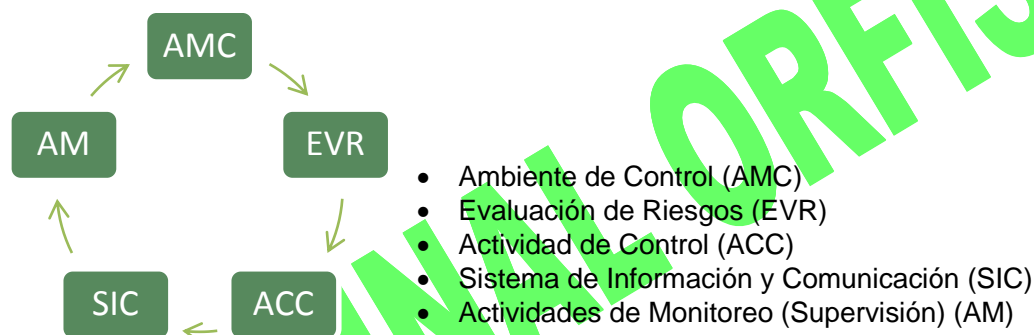 AMC
AM
EVR
SIC
ACC
• Ambiente de Control (AMC)
• Evaluación de Riesgos (EVR)
• Actividad de Control (ACC)
• Sistema de Información y Comunicación (SIC)
• Actividades de Monitoreo (Supervisión) (AM)